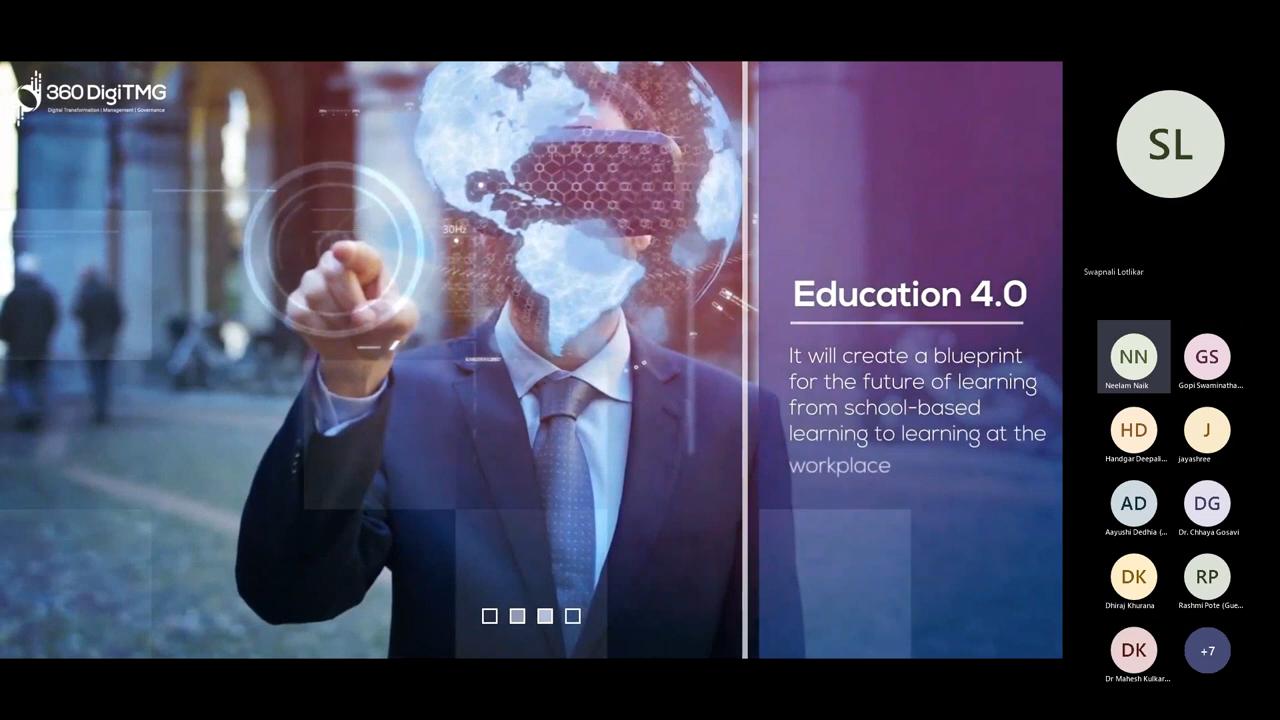 360 DigiTMG
Digital Transformation | Management | Governance
30Hz
Education 4.0
It will create a blueprint
for the future of learning
from school-based
learning to learning at the
workplace
SL
Swapnali Lotlikar
NN
Neelam Naik
GS
Gopi Swaminatha...
HD
Handgar Deepali...
J
jayashree
AD
Aayushi Dedhia (...
DG
Dr. Chhaya Gosavi
DK
Dhiraj Khurana
RP
Rashmi Pote (Gue...
DK
Dr Mahesh Kulkar...
+7